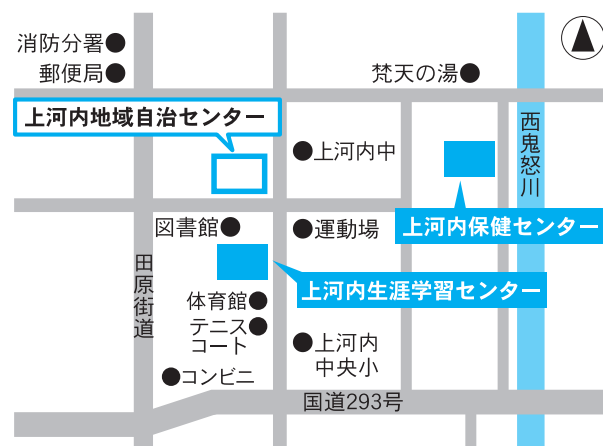 消防分署
郵便局
梵天の湯
上河内地域自治センター
上河内中
西鬼怒川
図書館
運動場
上河内保健センター
田原街道
上河内生涯学習センター
体育館
テニス
コート
上河内
中央小
コンビニ
国道293号